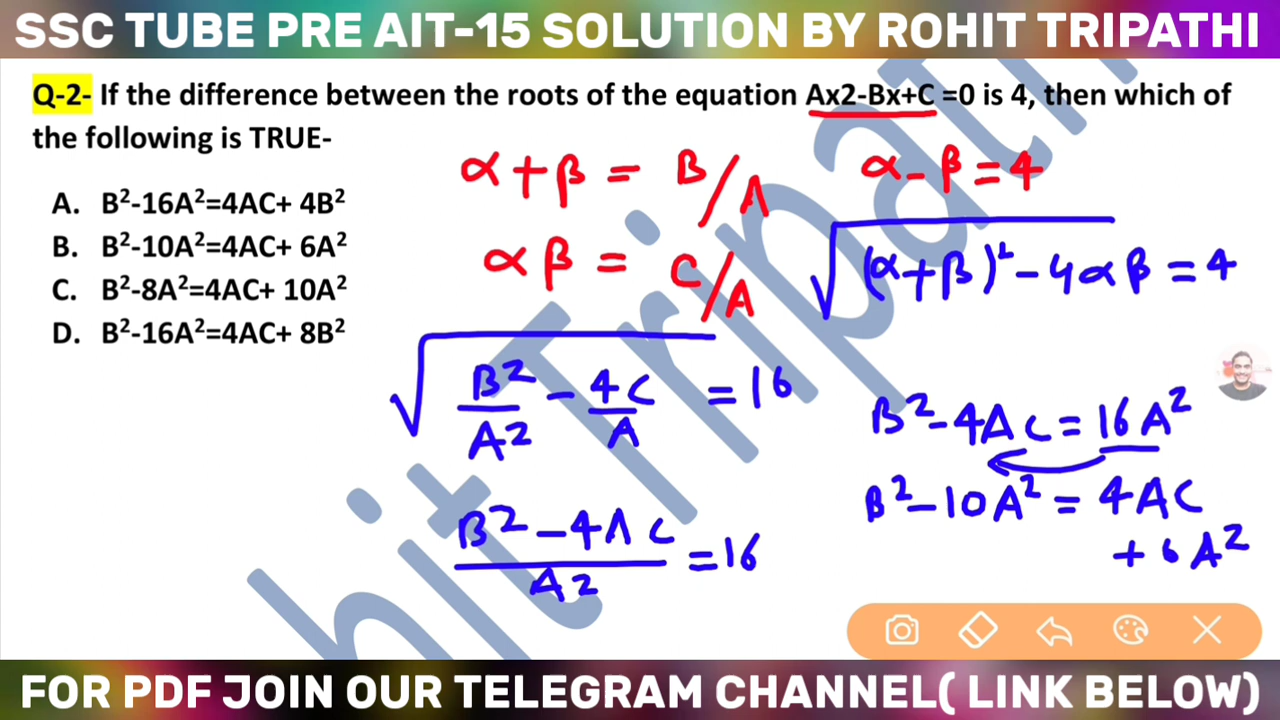 SSC TUBE PRE AIT-15 SOLUTION BY ROHIT TRIPATHI
Q-2- If the difference between the roots of the equation Ax2-Bx+C =0 is 4, then which of
the following is TRUE-
A. B²-16A²=4AC+ 4B²
B. B²-10A²=4AC+ 6A²
C. B²-8A²=4AC+ 10A²
D. B²-16A²=4AC+ 8B²
α+β = B/A
α-β=4
αβ = C/A
√(α+β)²-4αβ=4
√B²/A² - 4C/A =16
B²-4AC=16A²
B²-10A² = 4AC
+6A²
B²-4AC/A2 =16
hit Tripathi
FOR PDF JOIN OUR TELEGRAM CHANNEL( LINK BELOW)